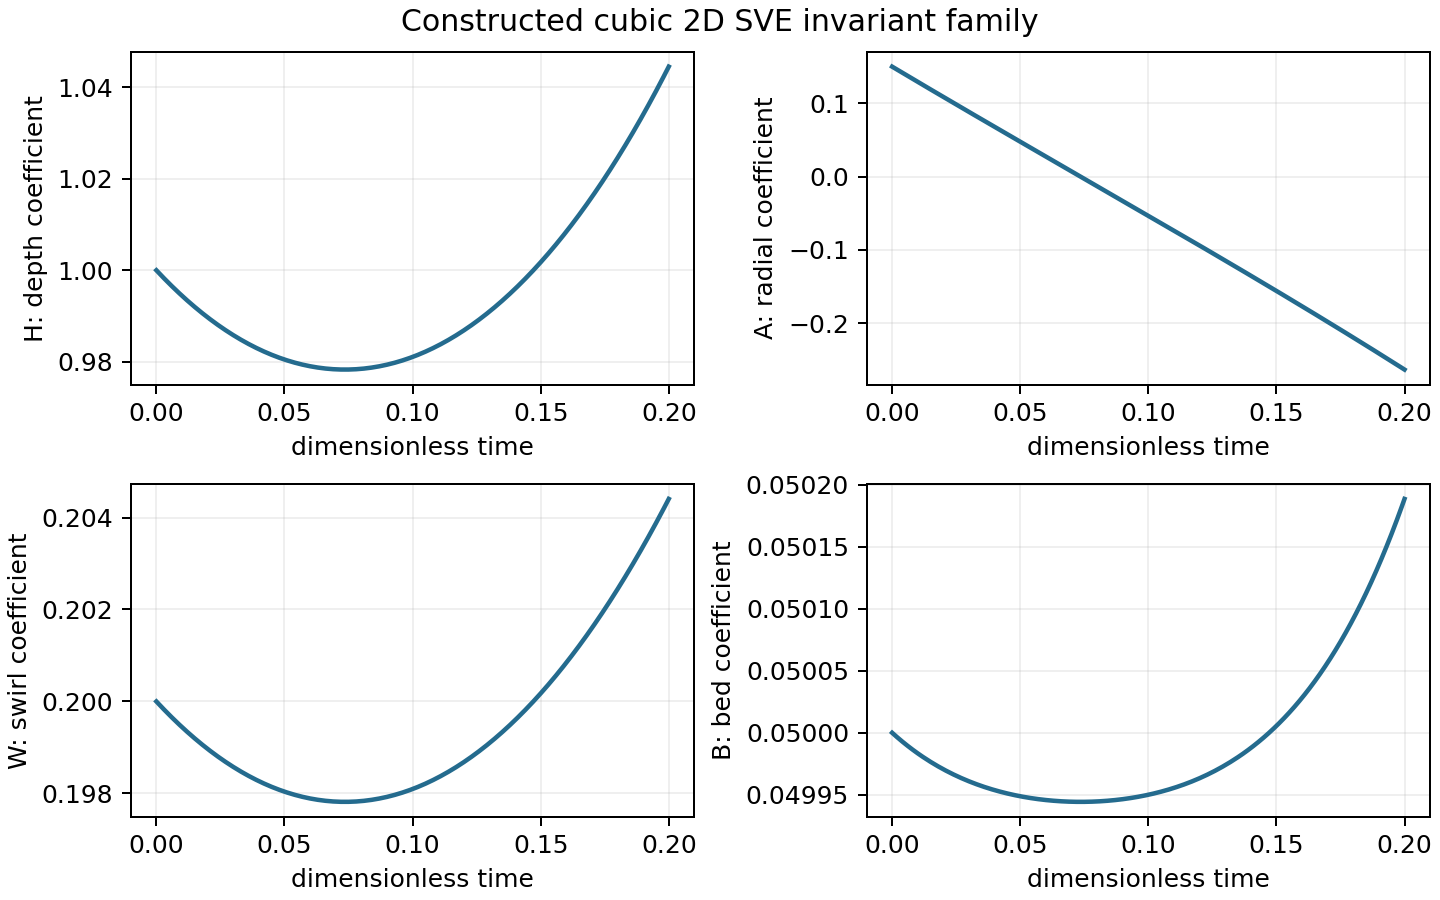 Constructed cubic 2D SVE invariant family
H: depth coefficient
1.04
1.02
1.00
0.98
0.00 0.05 0.10 0.15 0.20
dimensionless time
A: radial coefficient
0.1
0.0
−0.1
−0.2
0.00 0.05 0.10 0.15 0.20
dimensionless time
W: swirl coefficient
0.204
0.202
0.200
0.198
0.00 0.05 0.10 0.15 0.20
dimensionless time
B: bed coefficient
0.05020
0.05015
0.05010
0.05005
0.05000
0.04995
0.00 0.05 0.10 0.15 0.20
dimensionless time